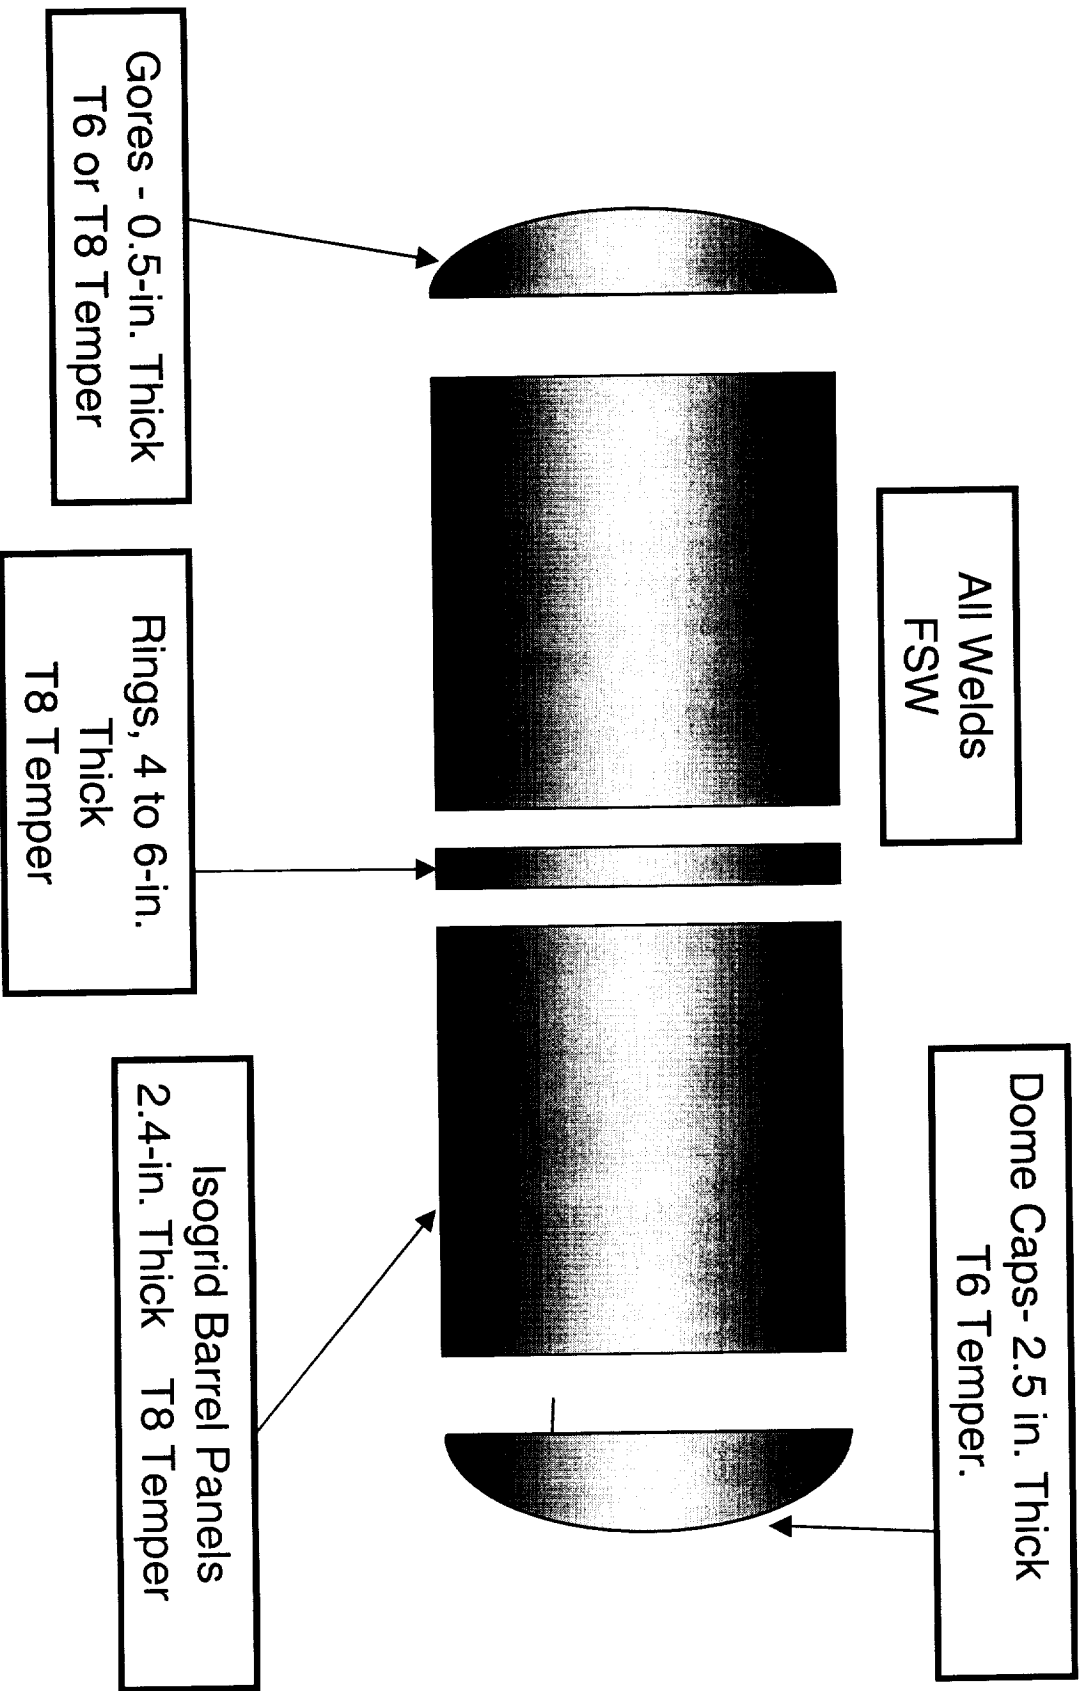 All Welds
FSW
Dome Caps- 2.5 in. Thick
T6 Temper.
Gores - 0.5-in. Thick
T6 or T8 Temper
Rings, 4 to 6-in.
Thick
T8 Temper
Isogrid Barrel Panels
2.4-in. Thick T8 Temper